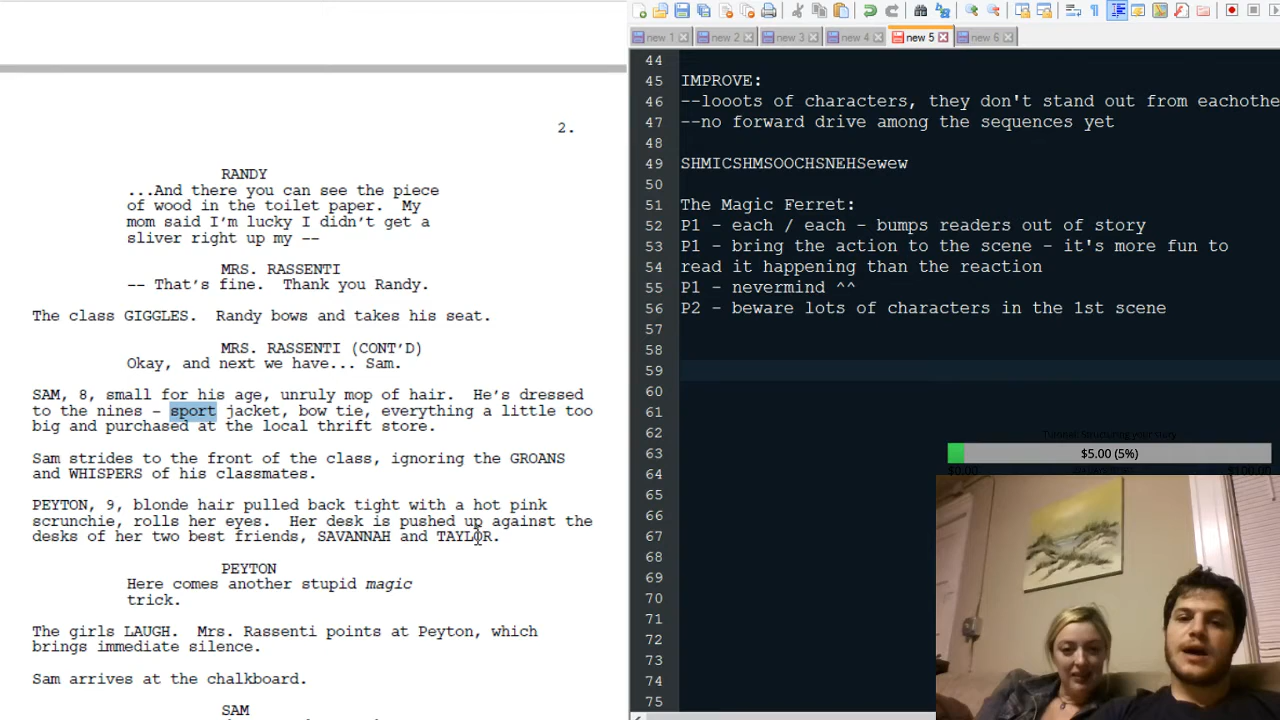 new 1
new 2
new 3
new 4
new 5
new 6
2.
RANDY
...And there you can see the piece
of wood in the toilet paper. My
mom said I'm lucky I didn't get a
sliver right up my --
MRS. RASSENTI
-- That's fine. Thank you Randy.
The class GIGGLES. Randy bows and takes his seat.
MRS. RASSENTI (CONT'D)
Okay, and next we have... Sam.
SAM, 8, small for his age, unruly mop of hair. He's dressed
to the nines – sport jacket, bow tie, everything a little too
big and purchased at the local thrift store.
Sam strides to the front of the class, ignoring the GROANS
and WHISPERS of his classmates.
PEYTON, 9, blonde hair pulled back tight with a hot pink
scrunchie, rolls her eyes. Her desk is pushed up against the
desks of her two best friends, SAVANNAH and TAYLOR.
PEYTON
Here comes another stupid magic
trick.
The girls LAUGH. Mrs. Rassenti points at Peyton, which
brings immediate silence.
Sam arrives at the chalkboard.
SAM
44
45 IMPROVE:
46 --looots of characters, they don't stand out from eachothe
47 --no forward drive among the sequences yet
48
49 SHMICSHMSOOCHSNEHSewew
50
51 The Magic Ferret:
52 P1 - each / each - bumps readers out of story
53 P1 - bring the action to the scene - it's more fun to
54 read it happening than the reaction
55 P1 - nevermind ^^
56 P2 - beware lots of characters in the 1st scene
57
58
59
60
61
62
63
64
65
66
67
68
69
70
71
72
73
74
75
Tutorial: Structuring your story
$5.00 (5%)
$0.00
$100.00